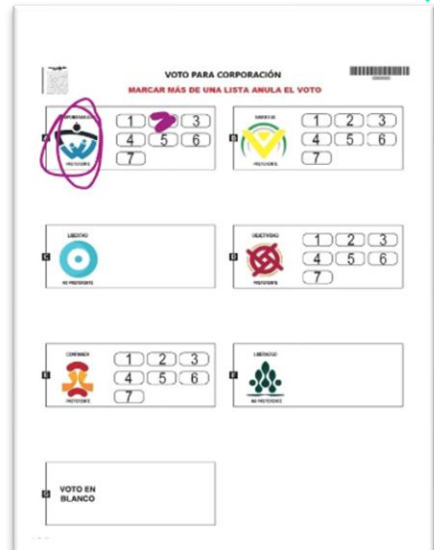 VOTO PARA CORPORACIÓN
MARCAR MÁS DE UNA LISTA ANULA EL VOTO
A
PREFERENTE
1 3
4 5 6
7
B
PREFERENTE
1 2 3
4 5 6
7
C
LIBERTAD
NO PREFERENTE
D
OBJETIVIDAD
PREFERENTE
1 2 3
4 5 6
7
E
CONFIANZA
PREFERENTE
1 2 3
4 5 6
7
F
LIDERAZGO
NO PREFERENTE
G
VOTO EN
BLANCO